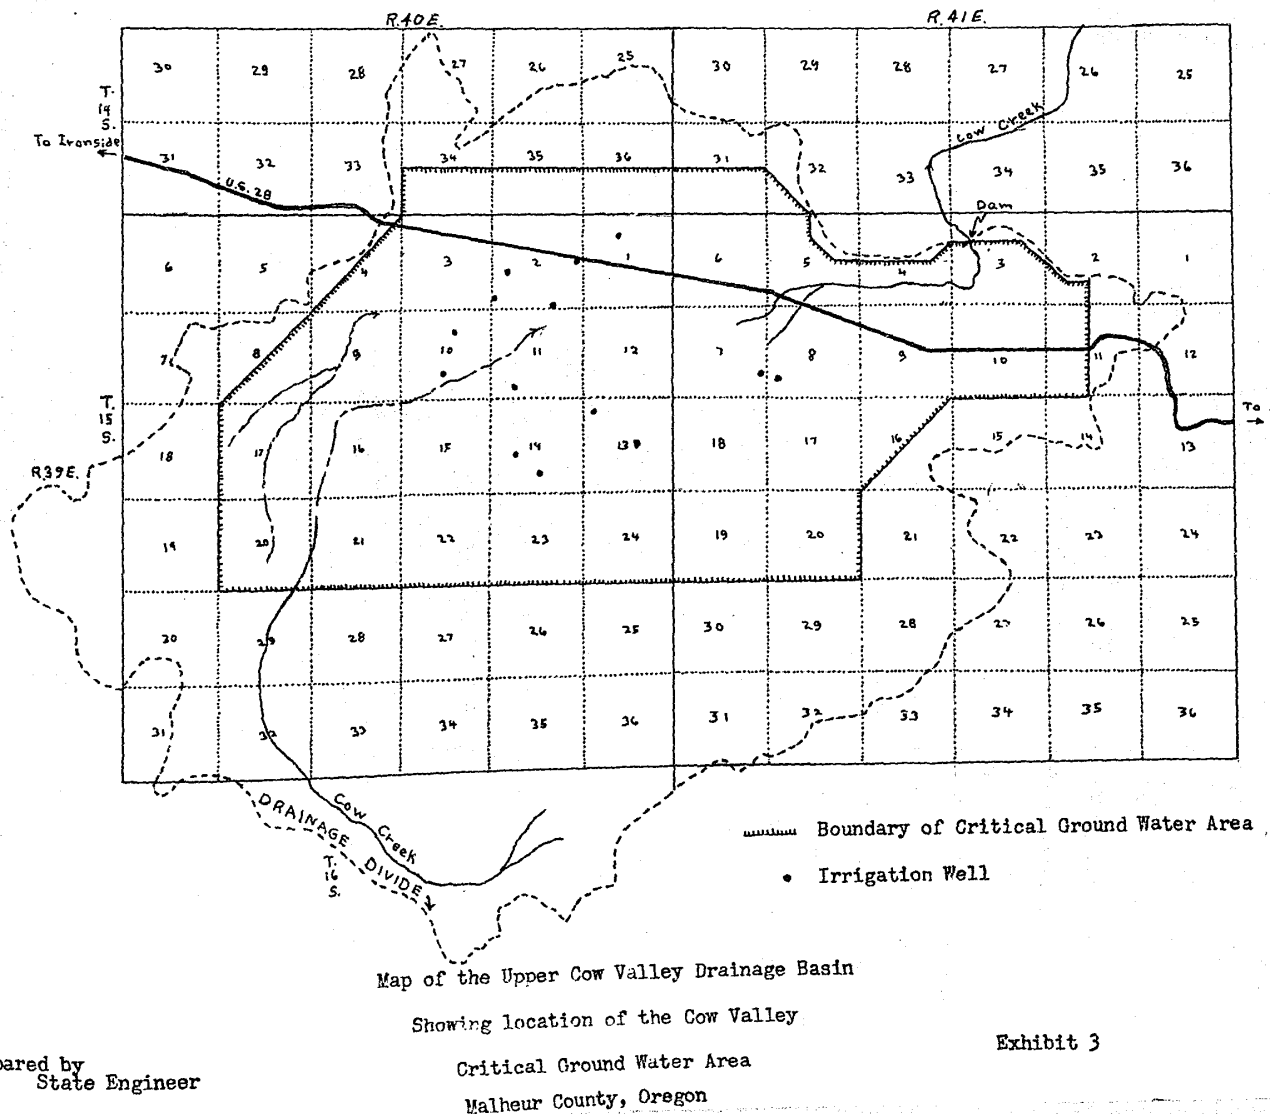 R.40E. R.41E.
30 29 28 27 26 25 30 29 28 27 26 25
T.
14
S.
Cow Creek
To Ironside
31 32 33 34 35 36 31 32 33 34 35 36
U.S. 28
Dam
6 5 4 3 2 1 6 5 4 3 2 1
7 8 9 10 11 12 7 8 9 10 11 12
T.
15
S.
To
18 17 16 15 14 13 18 17 16 15 14 13
R39E.
19 20 21 22 23 24 19 20 21 22 23 24
30 29 28 27 26 25 30 29 28 27 26 25
31 32 33 34 35 36 31 32 33 34 35 36
DRAINAGE DIVIDE
Cow Creek
T.
16
S.
Boundary of Critical Ground Water Area
Irrigation Well
Map of the Upper Cow Valley Drainage Basin
Showing location of the Cow Valley
Critical Ground Water Area
Malheur County, Oregon
Exhibit 3
pared by
State Engineer